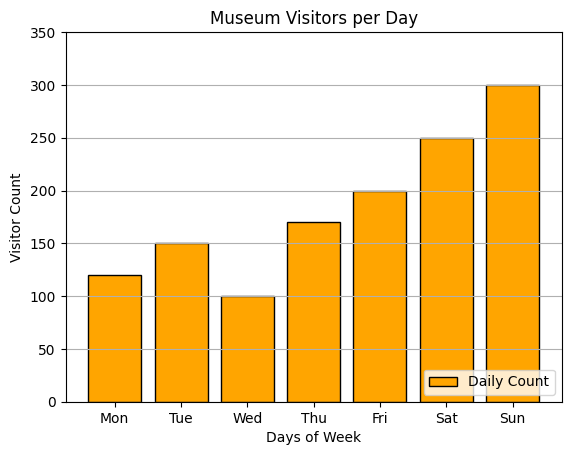 Museum Visitors per Day
350
300
250
200
150
100
50
0
Visitor Count
Mon Tue Wed Thu Fri Sat Sun
Days of Week
Daily Count